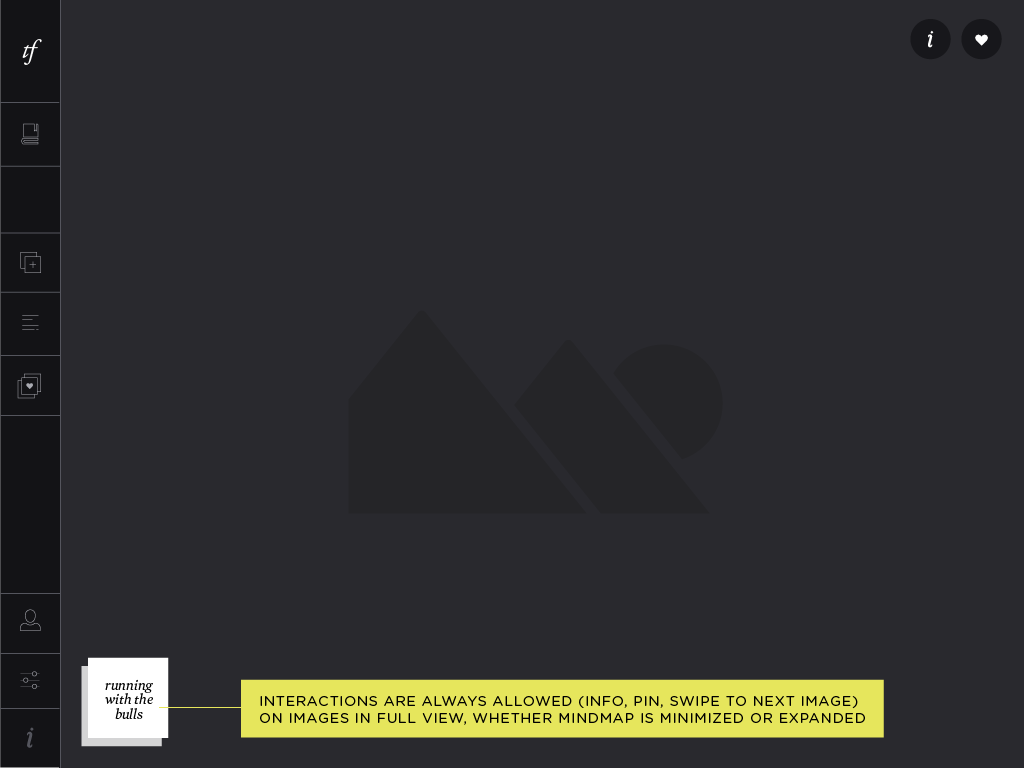 tf
i
running
with the
bulls
INTERACTIONS ARE ALWAYS ALLOWED (INFO, PIN, SWIPE TO NEXT IMAGE)
ON IMAGES IN FULL VIEW, WHETHER MINDMAP IS MINIMIZED OR EXPANDED
i